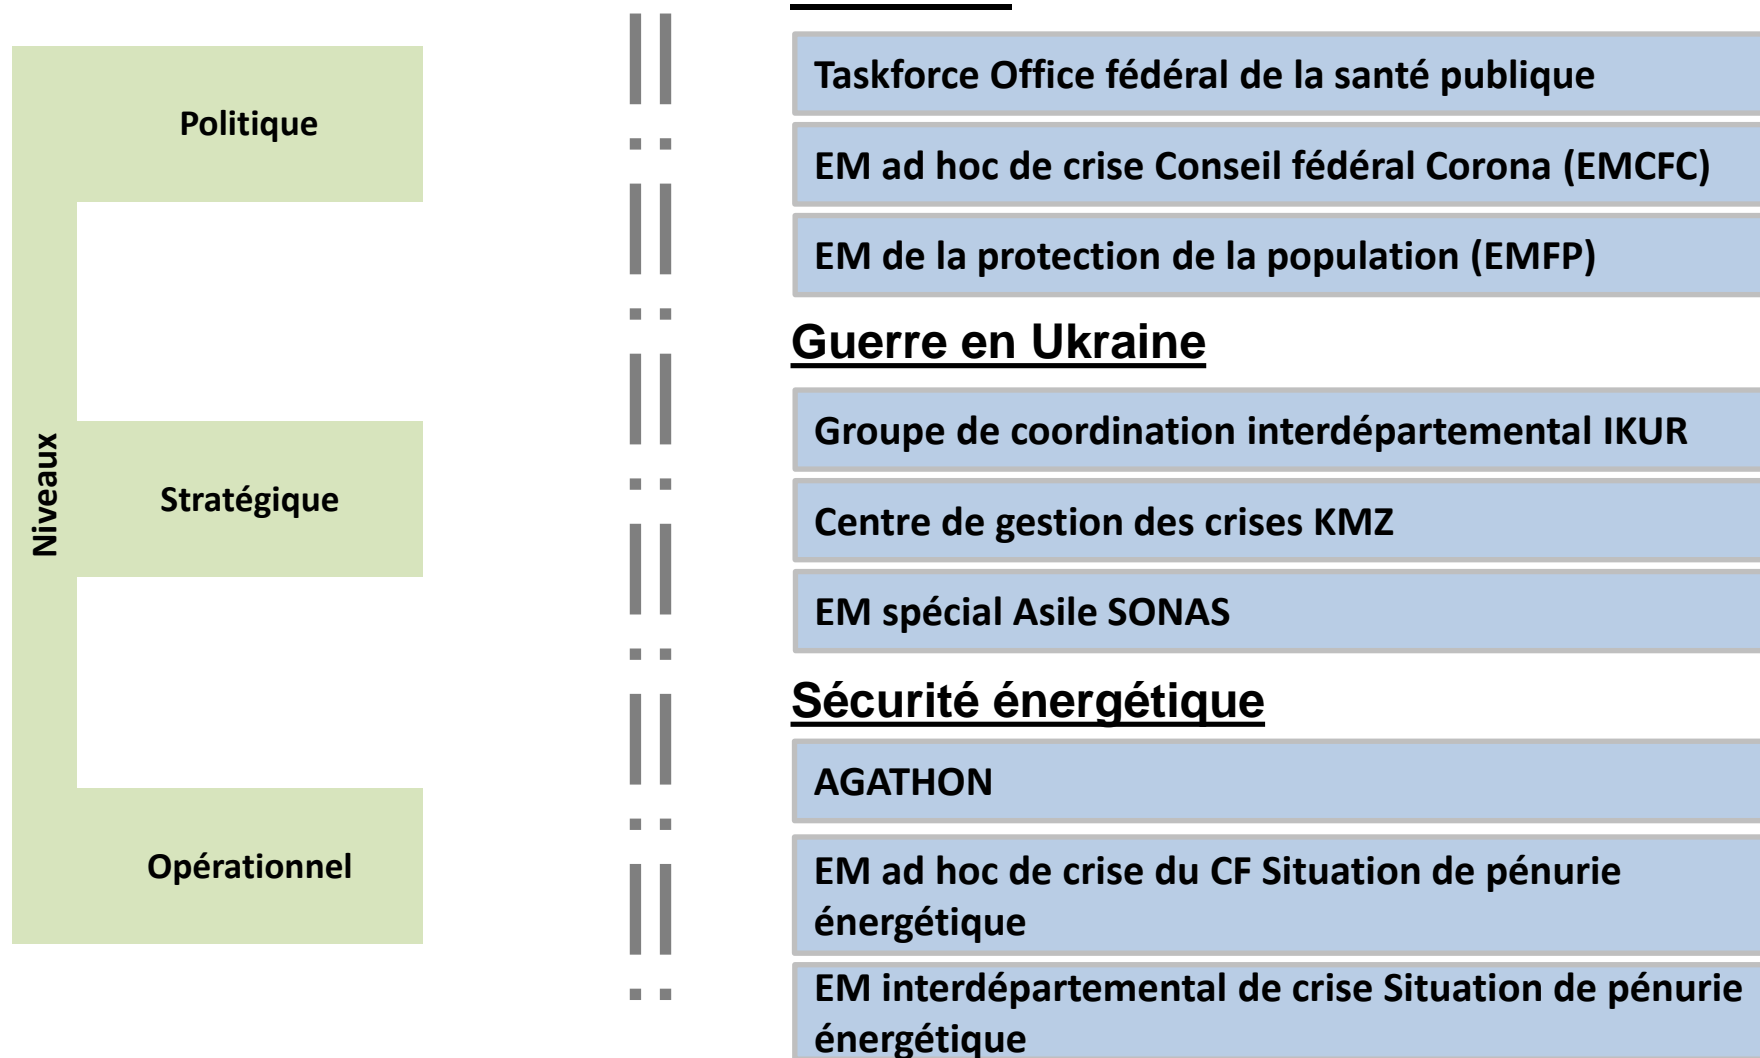 Niveaux
Politique
Stratégique
Opérationnel
Taskforce Office fédéral de la santé publique
EM ad hoc de crise Conseil fédéral Corona (EMCFC)
EM de la protection de la population (EMFP)
Guerre en Ukraine
Groupe de coordination interdépartemental IKUR
Centre de gestion des crises KMZ
EM spécial Asile SONAS
Sécurité énergétique
AGATHON
EM ad hoc de crise du CF Situation de pénurie
énergétique
EM interdépartemental de crise Situation de pénurie
énergétique